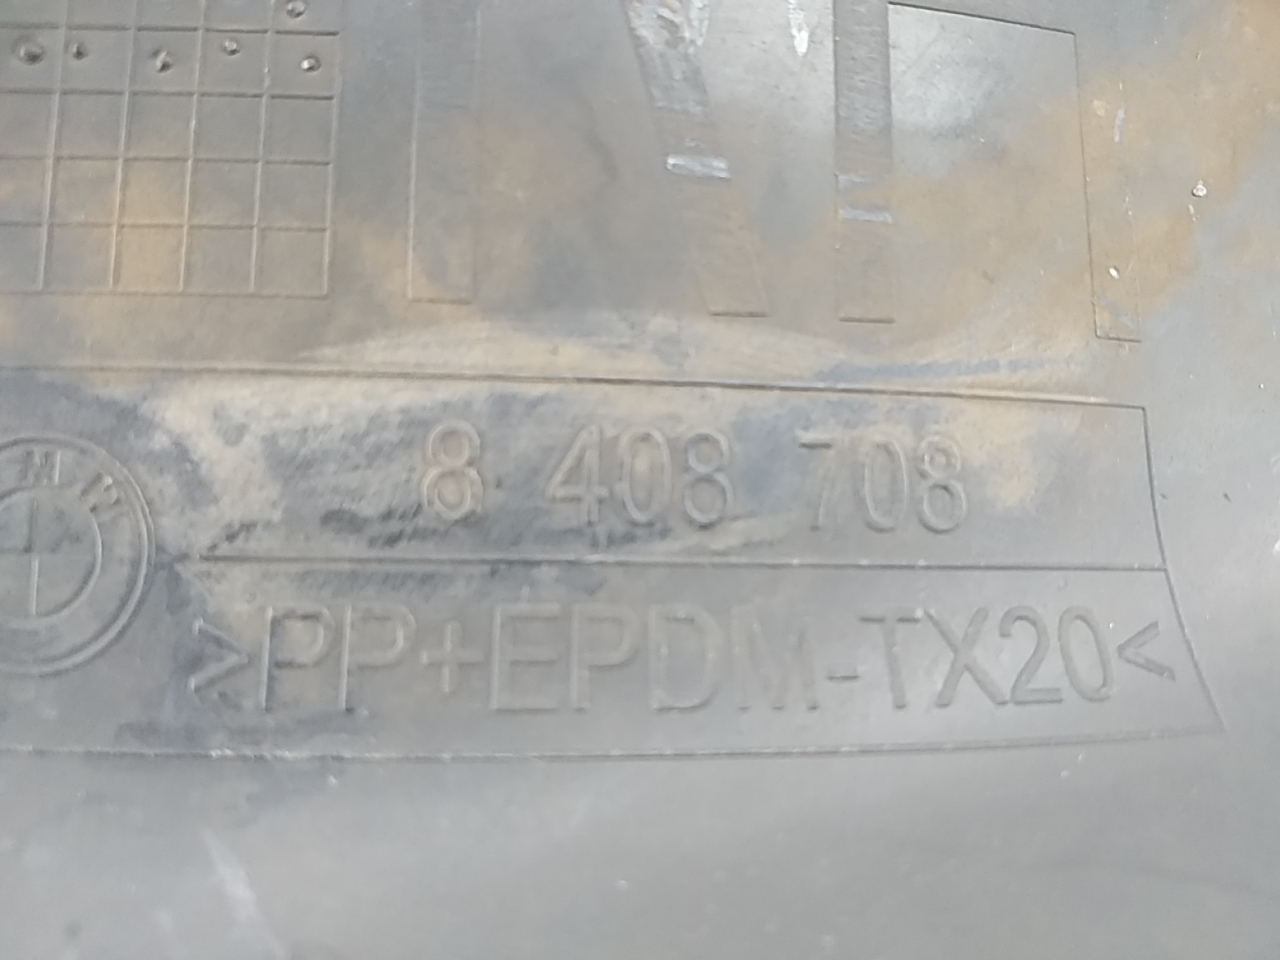 BMW
8 408 708
>PP+EPDM-TX20<